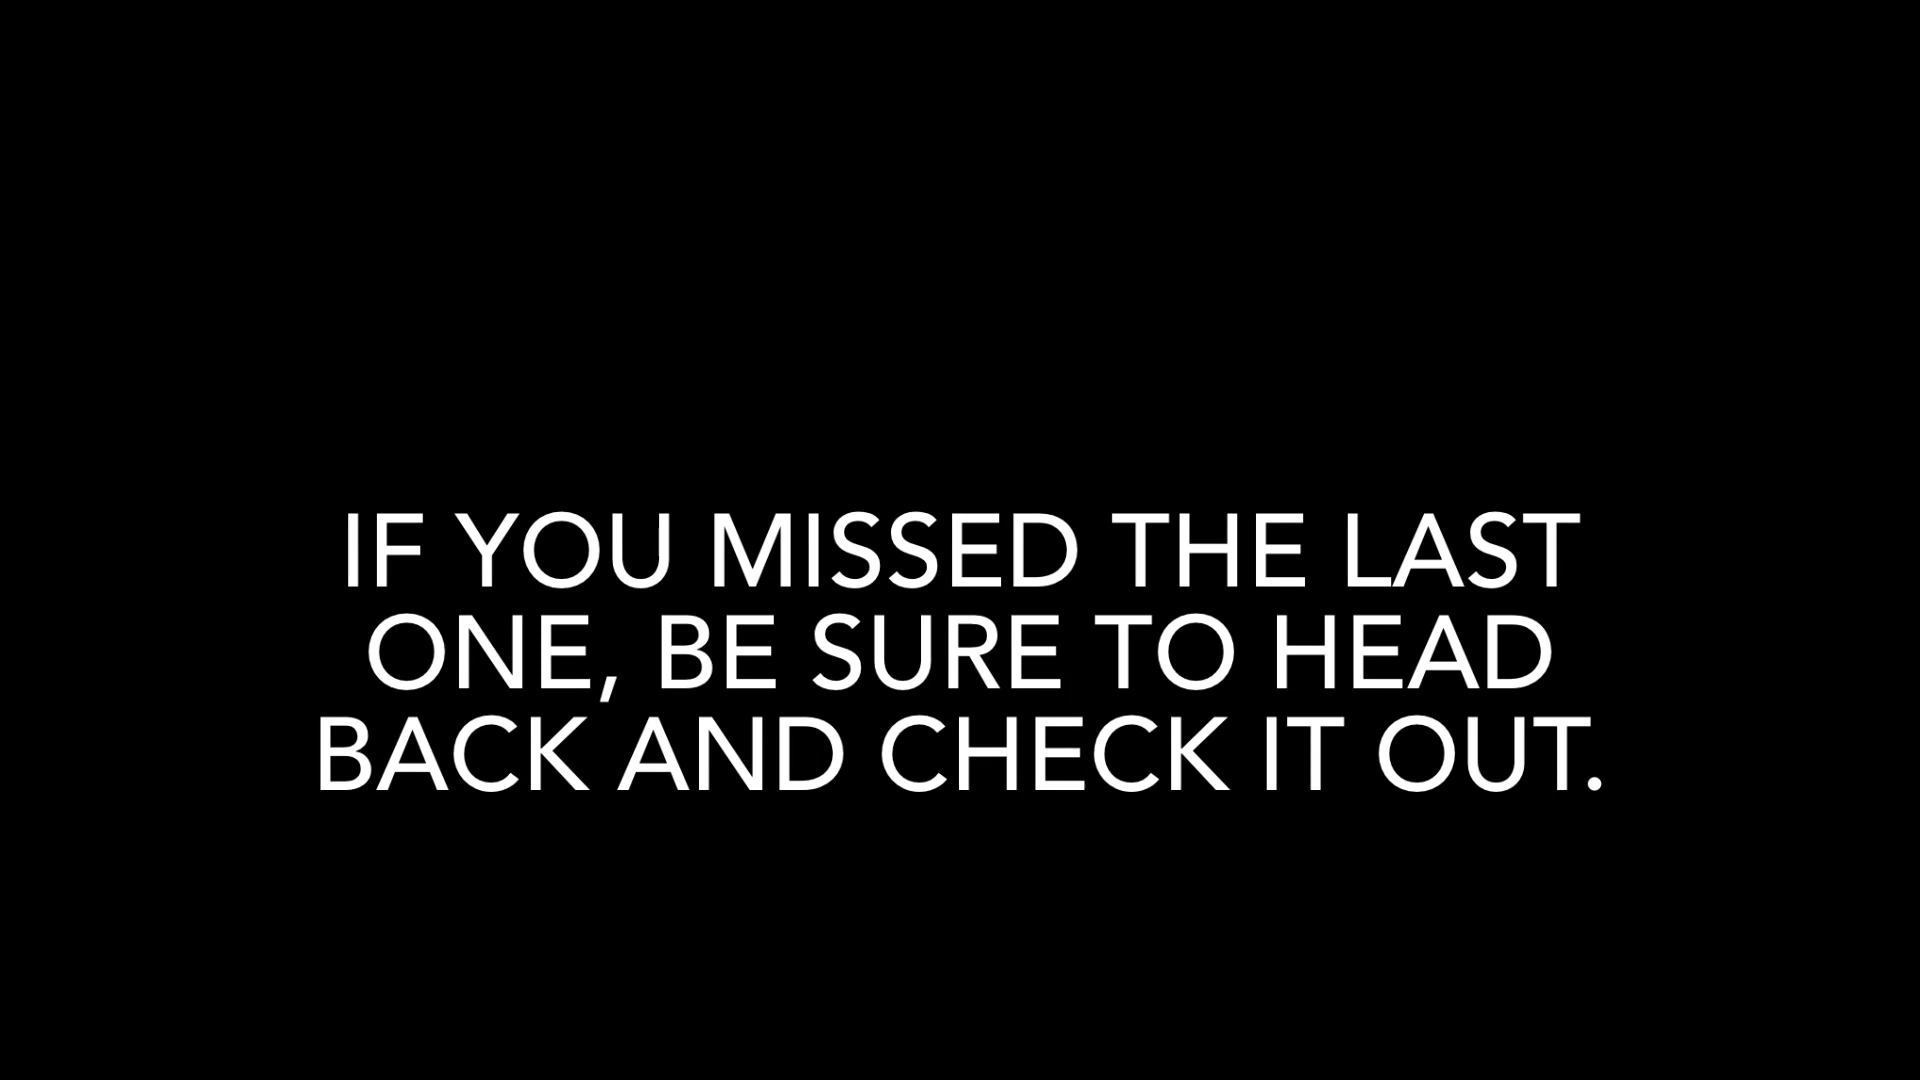 IF YOU MISSED THE LAST
ONE, BE SURE TO HEAD
BACK AND CHECK IT OUT.